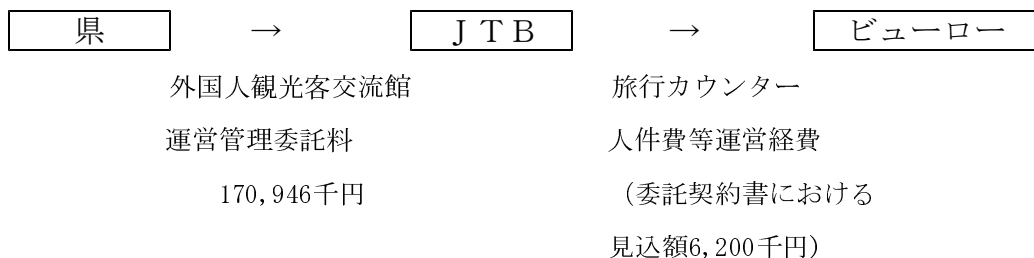 県 → ＪＴＢ → ビューロー
外国人観光客交流館 旅行カウンター
運営管理委託料 人件費等運営経費
170,946千円 （委託契約書における
見込額6,200千円）